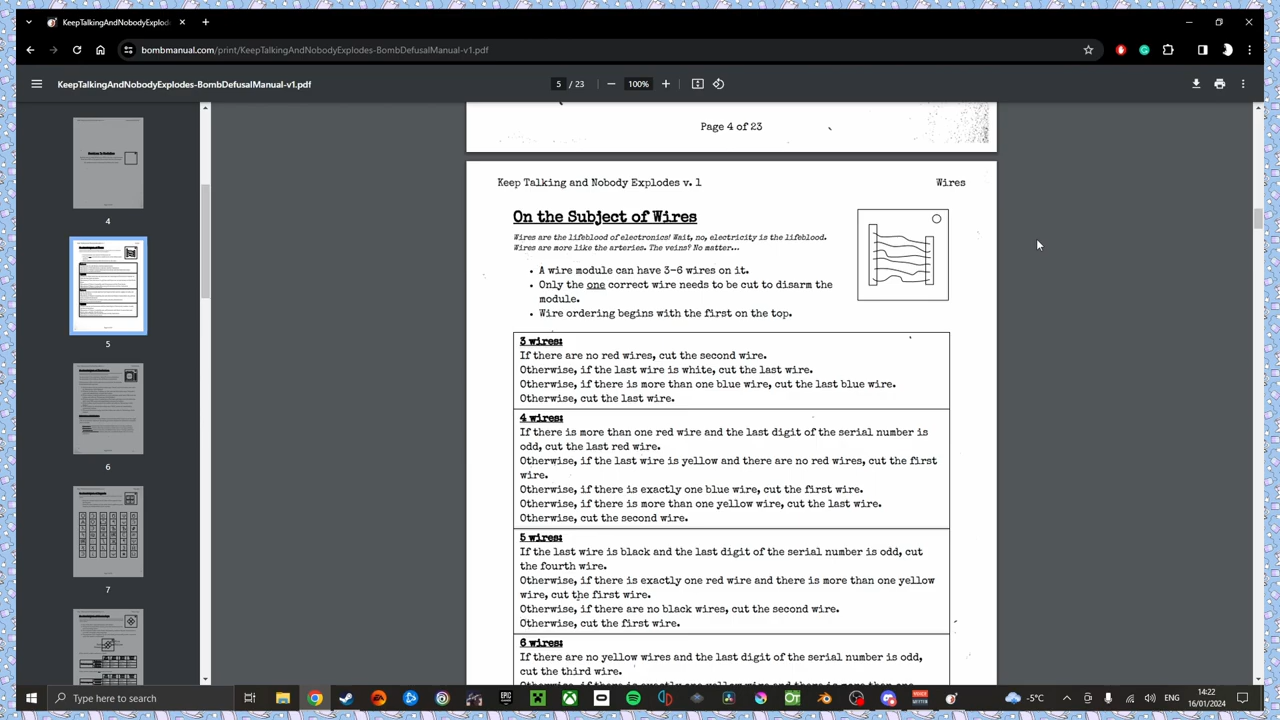 KeepTalkingAndNobodyExplod
bombmanual.com/print/KeepTalkingAndNobodyExplodes-BombDefusalManual-v1.pdf
KeepTalkingAndNobodyExplodes-BombDefusalManual-v1.pdf
5 / 23
100%
4
5
6
7
Page 4 of 23
Keep Talking and Nobody Explodes v. 1
Wires
On the Subject of Wires
Wires are the lifeblood of electronics! Wait, no, electricity is the lifeblood.
Wires are more like the arteries. The veins? No matter…
• A wire module can have 3-6 wires on it.
• Only the one correct wire needs to be cut to disarm the
module.
• Wire ordering begins with the first on the top.
3 wires:
If there are no red wires, cut the second wire.
Otherwise, if the last wire is white, cut the last wire.
Otherwise, if there is more than one blue wire, cut the last blue wire.
Otherwise, cut the last wire.
4 wires:
If there is more than one red wire and the last digit of the serial number is
odd, cut the last red wire.
Otherwise, if the last wire is yellow and there are no red wires, cut the first
wire.
Otherwise, if there is exactly one blue wire, cut the first wire.
Otherwise, if there is more than one yellow wire, cut the last wire.
Otherwise, cut the second wire.
5 wires:
If the last wire is black and the last digit of the serial number is odd, cut
the fourth wire.
Otherwise, if there is exactly one red wire and there is more than one yellow
wire, cut the first wire.
Otherwise, if there are no black wires, cut the second wire.
Otherwise, cut the first wire.
6 wires:
If there are no yellow wires and the last digit of the serial number is odd,
cut the third wire.
Otherwise, if there is exactly one yellow wire and there is more than one
Type here to search
-5°C
ENG
14:22
16/01/2024